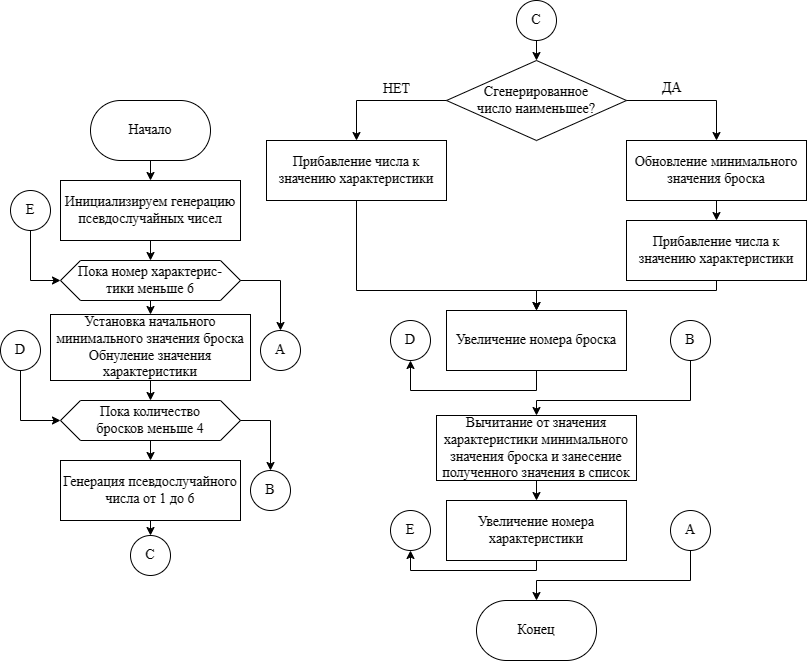 Начало
Инициализируем генерацию
псевдослучайных чисел
E
Пока номер характерис-
тики меньше 6
A
Установка начального
минимального значения броска
Обнуление значения
характеристики
D
Пока количество
бросков меньше 4
B
Генерация псевдослучайного
числа от 1 до 6
C
C
Сгенерированное
число наименьшее?
НЕТ
ДА
Прибавление числа к
значению характеристики
Обновление минимального
значения броска
Прибавление числа к
значению характеристики
Увеличение номера броска
D
B
Вычитание от значения
характеристики минимального
значения броска и занесение
полученного значения в список
Увеличение номера
характеристики
E
A
Конец